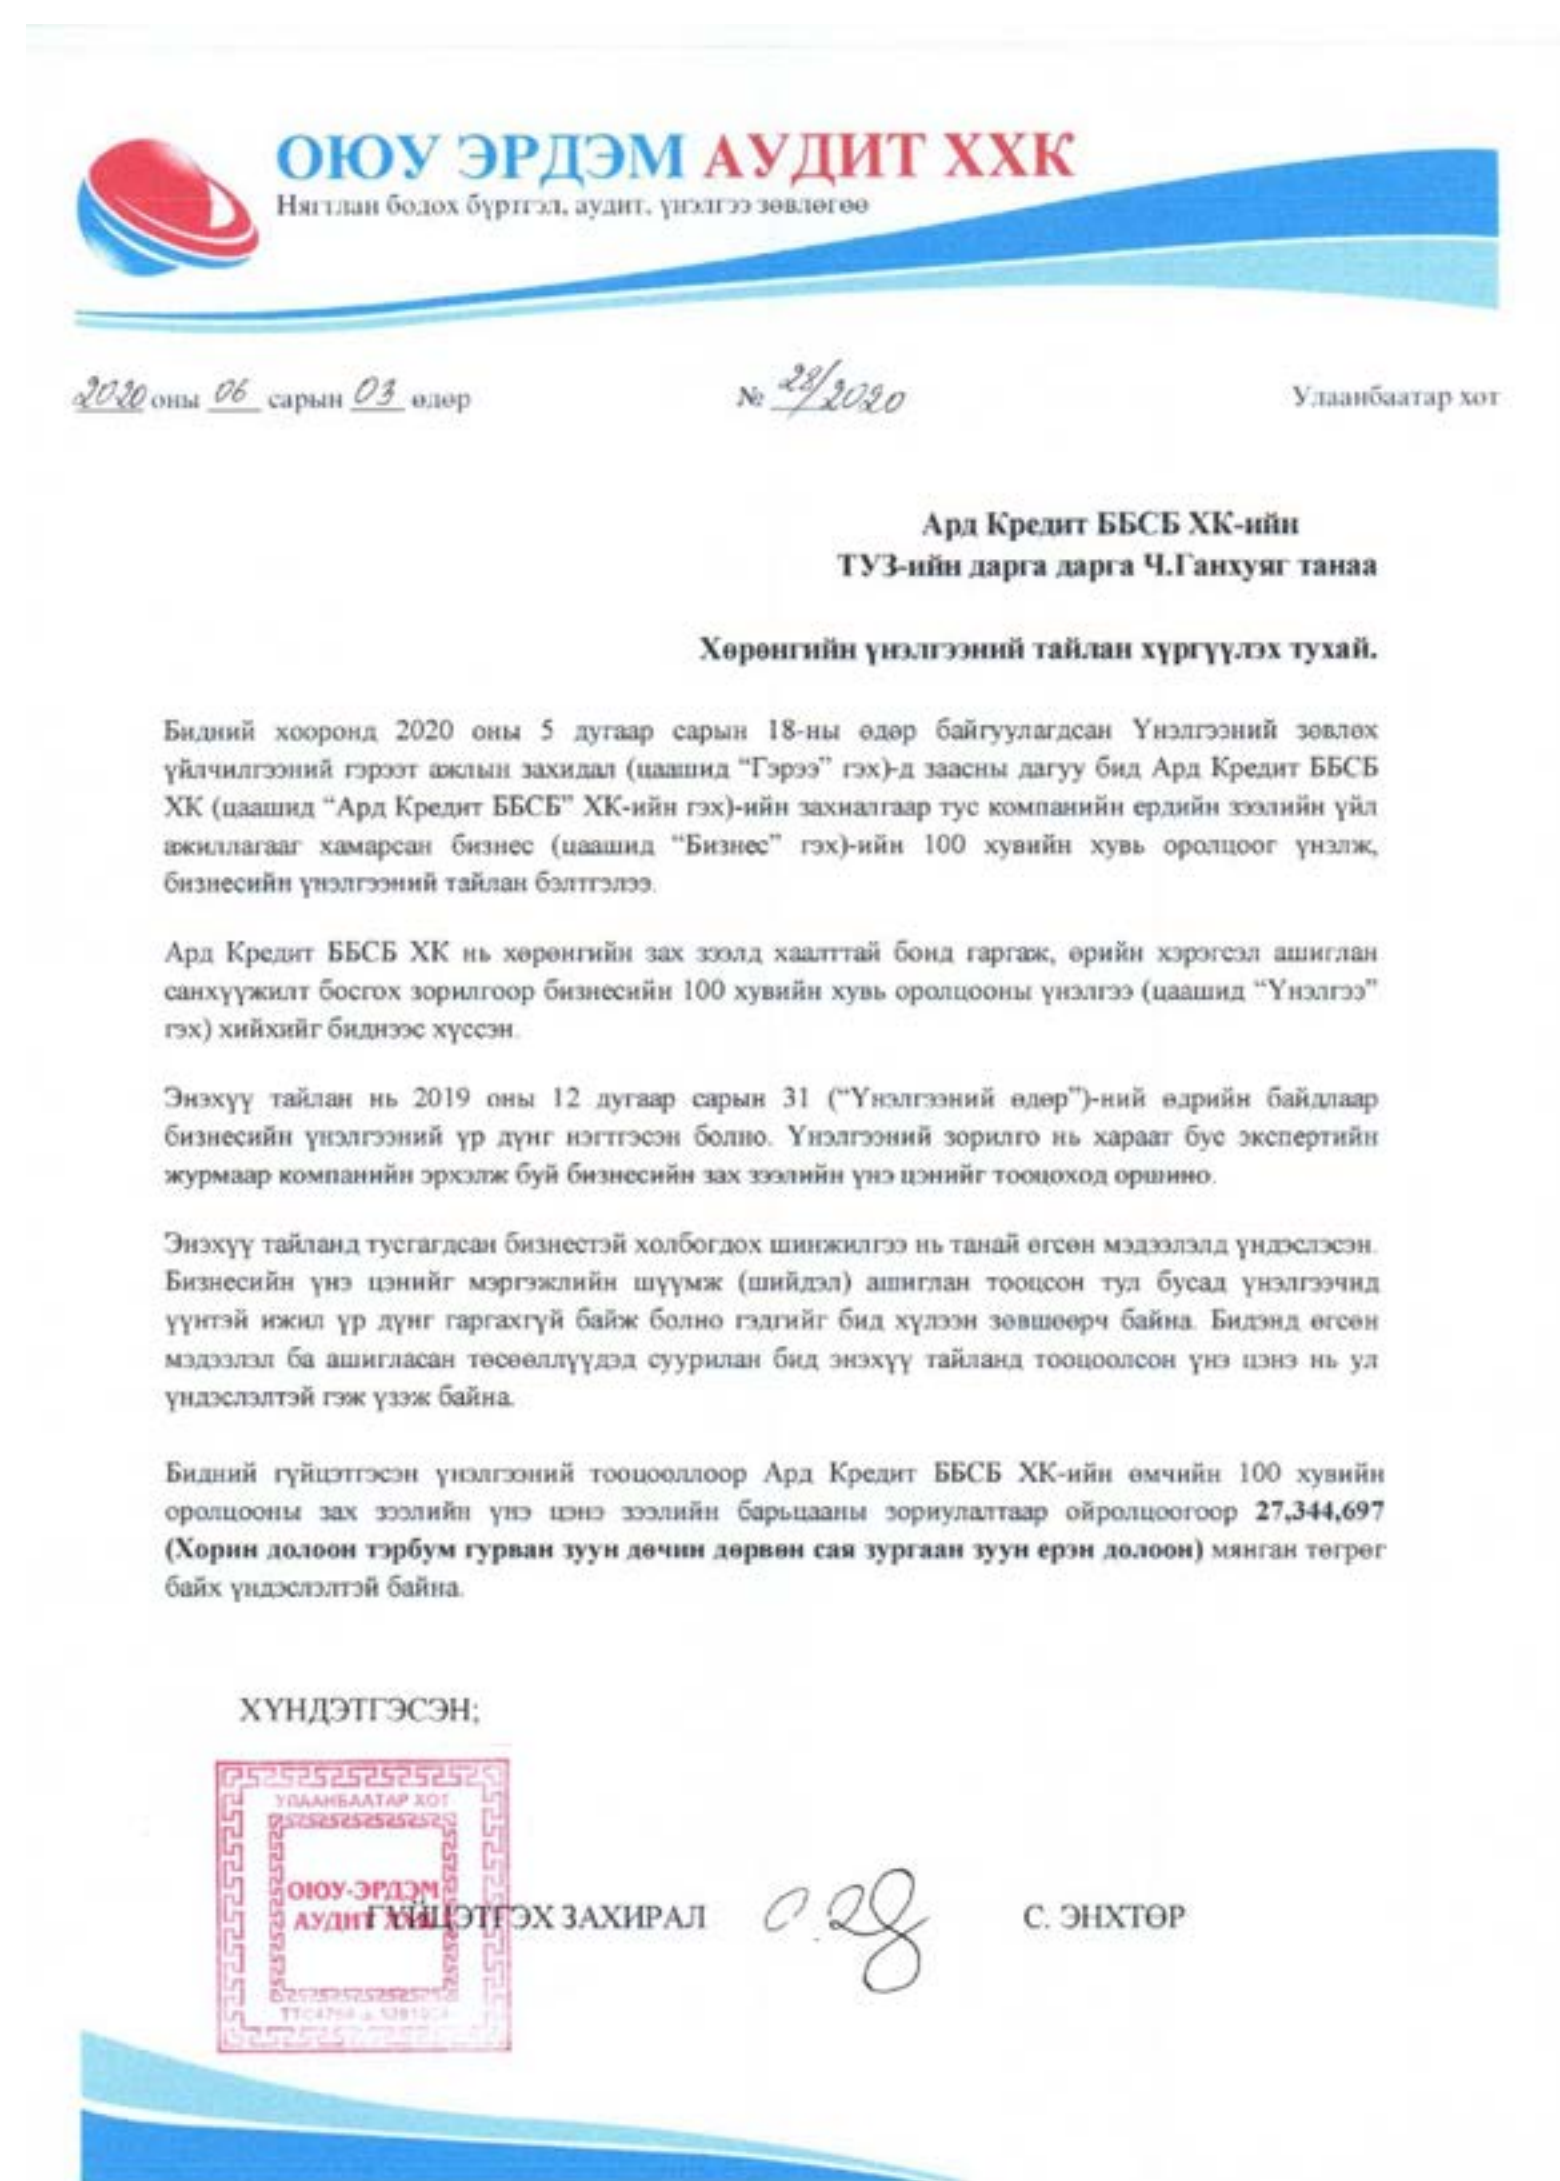 ОЮУ ЭРДЭМ АУДИТ ХХК
Нягтлан бодох бүртгэл, аудит, үнэлгээ зөвлөгөө
2020 оны 06 сарын 03 өдөр № 28/2020 Улаанбаатар хот
Ард Кредит ББСБ ХК-ийн
ТУЗ-ийн дарга дарга Ч.Ганхуяг танаа
Хөрөнгийн үнэлгээний тайлан хүргүүлэх тухай.
Бидний хооронд 2020 оны 5 дугаар сарын 18-ны өдөр байгуулагдсан Үнэлгээний зөвлөх
үйлчилгээний гэрээт ажлын захидал (цаашид “Гэрээ” гэх)-д заасны дагуу бид Ард Кредит ББСБ
ХК (цаашид “Ард Кредит ББСБ” ХК-ийн гэх)-ийн захиалгаар тус компанийн ердийн зээлийн үйл
ажиллагааг хамарсан бизнес (цаашид “Бизнес” гэх)-ийн 100 хувийн хувь оролцоог үнэлж,
бизнесийн үнэлгээний тайлан бэлтгэлээ.
Ард Кредит ББСБ ХК нь хөрөнгийн зах зээлд хаалттай бонд гаргаж, өрийн хэрэгсэл ашиглан
санхүүжилт босгох зорилгоор бизнесийн 100 хувийн хувь оролцооны үнэлгээ (цаашид “Үнэлгээ”
гэх) хийхийг биднээс хүссэн.
Энэхүү тайлан нь 2019 оны 12 дугаар сарын 31 (“Үнэлгээний өдөр”)-ний өдрийн байдлаар
бизнесийн үнэлгээний үр дүнг нэгтгэсэн болно. Үнэлгээний зорилго нь хараат бус экспертийн
журмаар компанийн эрхэлж буй бизнесийн зах зээлийн үнэ цэнийг тооцоход оршино.
Энэхүү тайланд тусгагдсан бизнестэй холбогдох шинжилгээ нь танай өгсөн мэдээлэлд үндэслэсэн.
Бизнесийн үнэ цэнийг мэргэжлийн шүүмж (шийдэл) ашиглан тооцсон тул бусад үнэлгээчид
үүнтэй ижил үр дүнг гаргахгүй байж болно гэдгийг бид хүлээн зөвшөөрч байна. Бидэнд өгсөн
мэдээлэл ба ашигласан төсөөллүүдэд суурилан бид энэхүү тайланд тооцоолсон үнэ цэнэ нь ул
үндэслэлтэй гэж үзэж байна.
Бидний гүйцэтгэсэн үнэлгээний тооцооллоор Ард Кредит ББСБ ХК-ийн өмчийн 100 хувийн
оролцооны зах зээлийн үнэ цэнэ зээлийн барьцааны зориулалтаар ойролцоогоор 27,344,697
(Хорин долоон тэрбум гурван зуун дөчин дөрвөн сая зургаан зуун ерэн долоон) мянган төгрөг
байх үндэслэлтэй байна.
ХҮНДЭТГЭСЭН;
УЛААНБААТАР ХОТ
ОЮУ-ЭРДЭМ
АУДИТ ХХК
ГҮЙЦЭТГЭХ ЗАХИРАЛ С. ЭНХТӨР